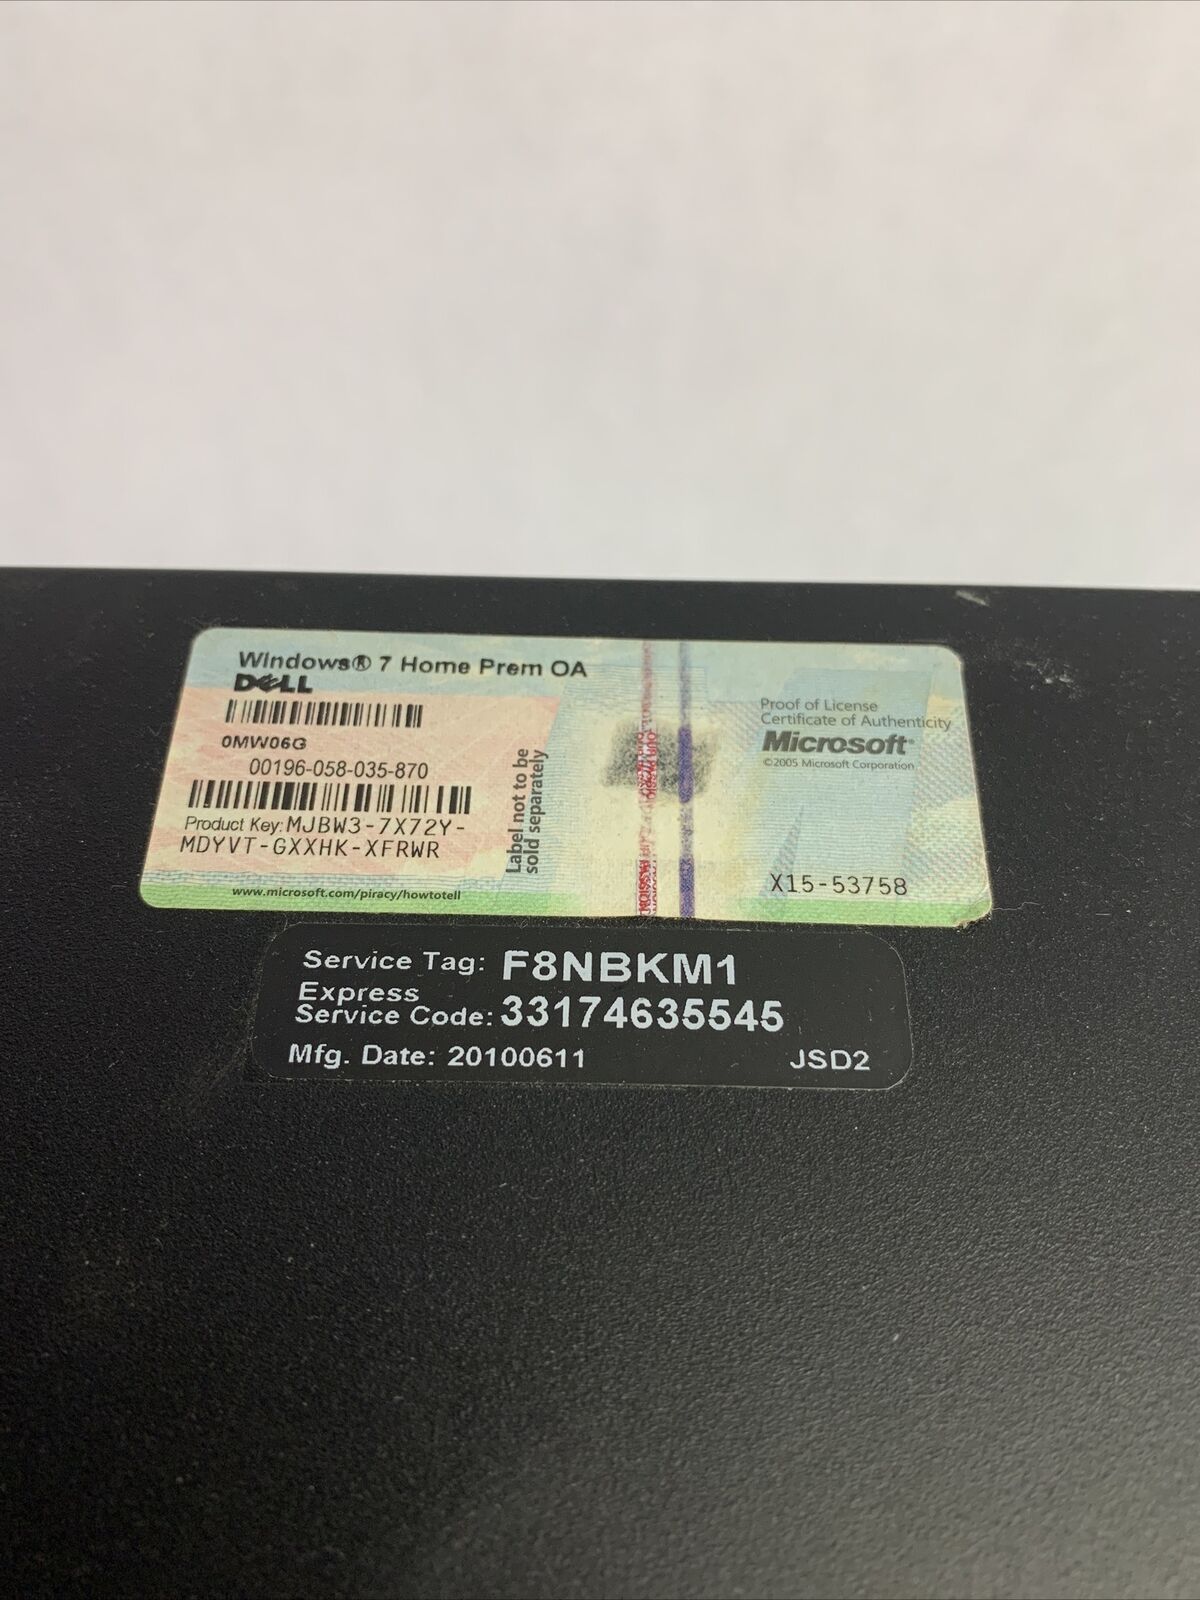 Windows® 7 Home Prem OA
DELL
0MW06G
00196-058-035-870
Product Key: MJBW3-7X72Y-
MDYVT-GXXHK-XFRWR
www.microsoft.com/piracy/howtotell
Label not to be
sold separately
Proof of License
Certificate of Authenticity
Microsoft®
©2005 Microsoft Corporation
X15-53758
Service Tag: F8NBKM1
Express
Service Code: 33174635545
Mfg. Date: 20100611 JSD2